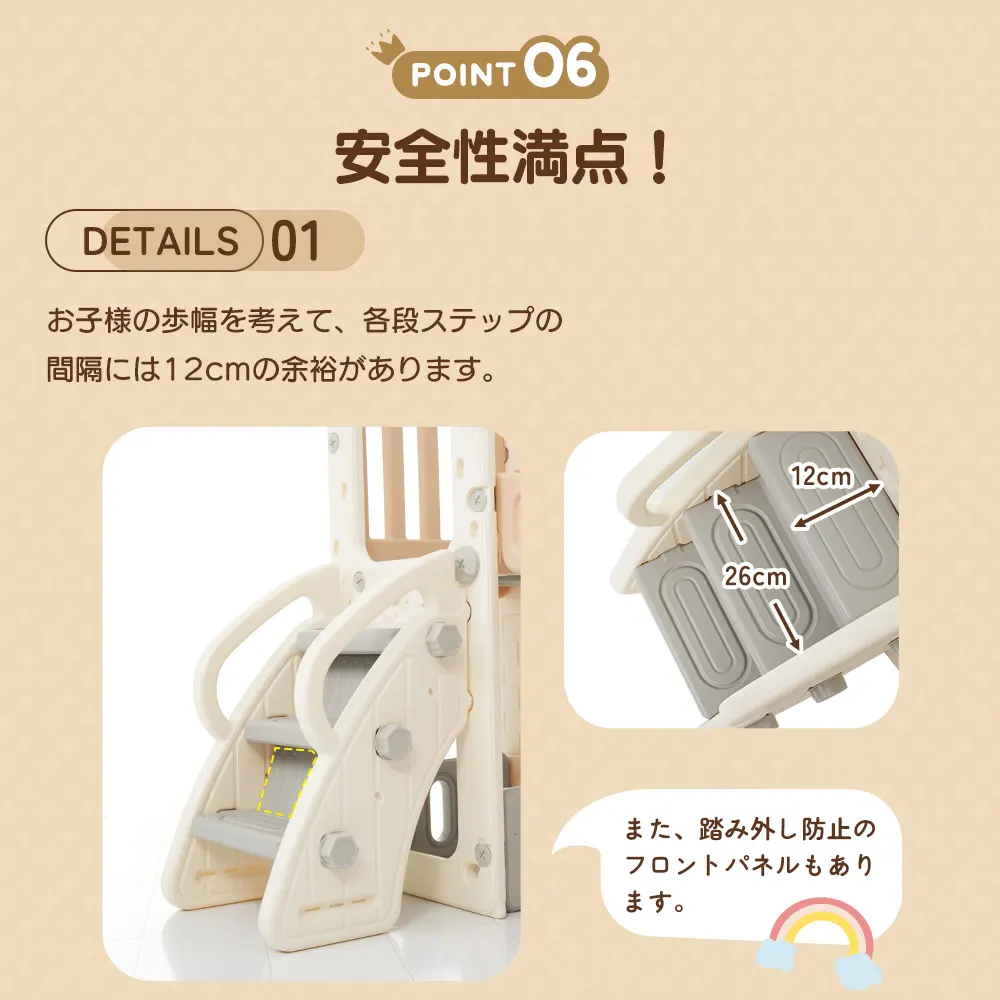 POINT 06
安全性満点！
DETAILS 01
お子様の歩幅を考えて、各段ステップの
間隔には12cmの余裕があります。
12cm
26cm
また、踏み外し防止の
フロントパネルもあり
ます。